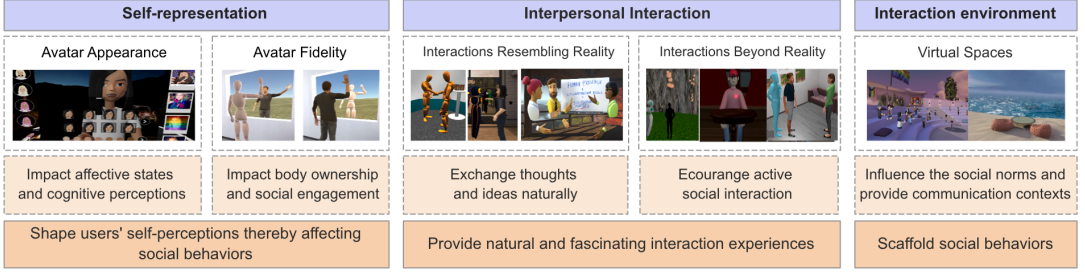 Self-representation
Interpersonal Interaction
Interaction environment
Avatar Appearance
Avatar Fidelity
Interactions Resembling Reality
Interactions Beyond Reality
Virtual Spaces
Impact affective states
and cognitive perceptions
Impact body ownership
and social engagement
Exchange thoughts
and ideas naturally
Ecourange active
social interaction
Influence the social norms and
provide communication contexts
Shape users' self-perceptions thereby affecting
social behaviors
Provide natural and fascinating interaction experiences
Scaffold social behaviors